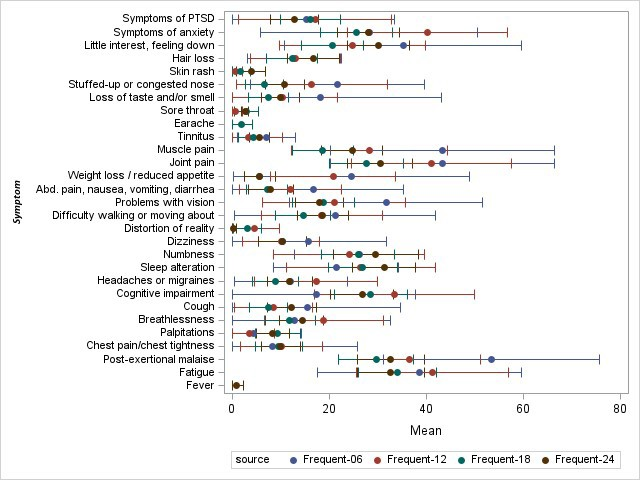 Symptoms of PTSD
Symptoms of anxiety
Little interest, feeling down
Hair loss
Skin rash
Stuffed-up or congested nose
Loss of taste and/or smell
Sore throat
Earache
Tinnitus
Muscle pain
Joint pain
Weight loss / reduced appetite
Abd. pain, nausea, vomiting, diarrhea
Problems with vision
Difficulty walking or moving about
Distortion of reality
Dizziness
Numbness
Sleep alteration
Headaches or migraines
Cognitive impairment
Cough
Breathlessness
Palpitations
Chest pain/chest tightness
Post-exertional malaise
Fatigue
Fever
Symptom
0 20 40 60 80
Mean
source Frequent-06 Frequent-12 Frequent-18 Frequent-24